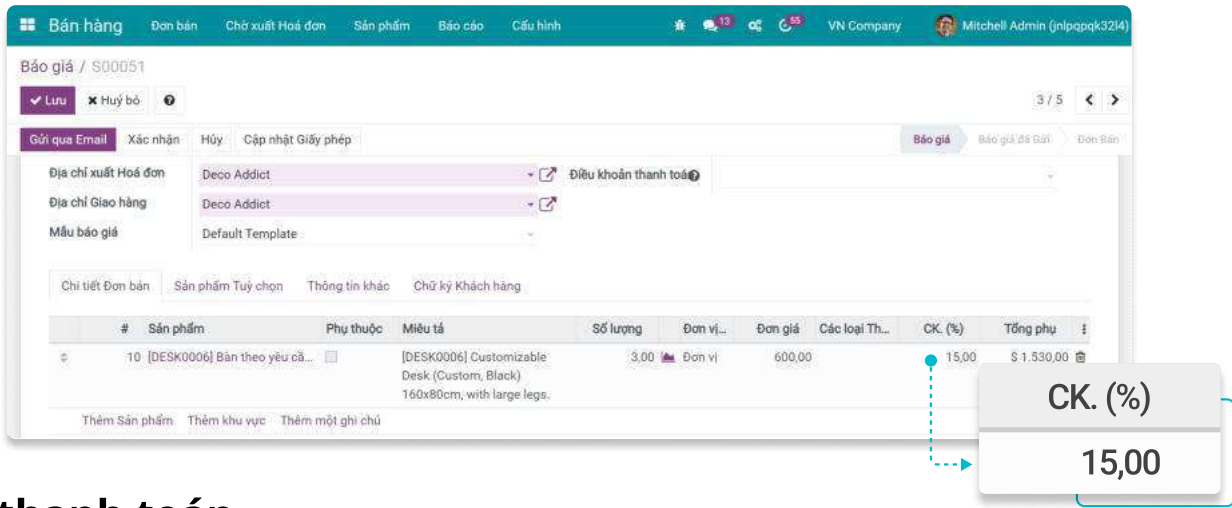 Bán hàng Đơn bán Chờ xuất Hoá đơn Sản phẩm Báo cáo Cấu hình 13 55 VN Company Mitchell Admin (jnlpqpqk32l4)
Báo giá / S00051
Lưu Huỷ bỏ 3 / 5
Gửi qua Email Xác nhận Hủy Cập nhật Giấy phép Báo giá Báo giá đã Gửi Đơn Bán
Địa chỉ xuất Hoá đơn Deco Addict Điều khoản thanh toán
Địa chỉ Giao hàng Deco Addict
Mẫu báo giá Default Template
Chi tiết Đơn bán Sản phẩm Tuỳ chọn Thông tin khác Chữ ký Khách hàng
# Sản phẩm Phụ thuộc Miêu tả Số lượng Đơn vị... Đơn giá Các loại Th... CK. (%) Tổng phụ
10 [DESK0006] Bàn theo yêu cầ... [DESK0006] Customizable 3,00 Đơn vị 600,00 15,00 $ 1.530,00
Desk (Custom, Black)
160x80cm, with large legs.
Thêm Sản phẩm Thêm khu vực Thêm một ghi chú
CK. (%)
15,00